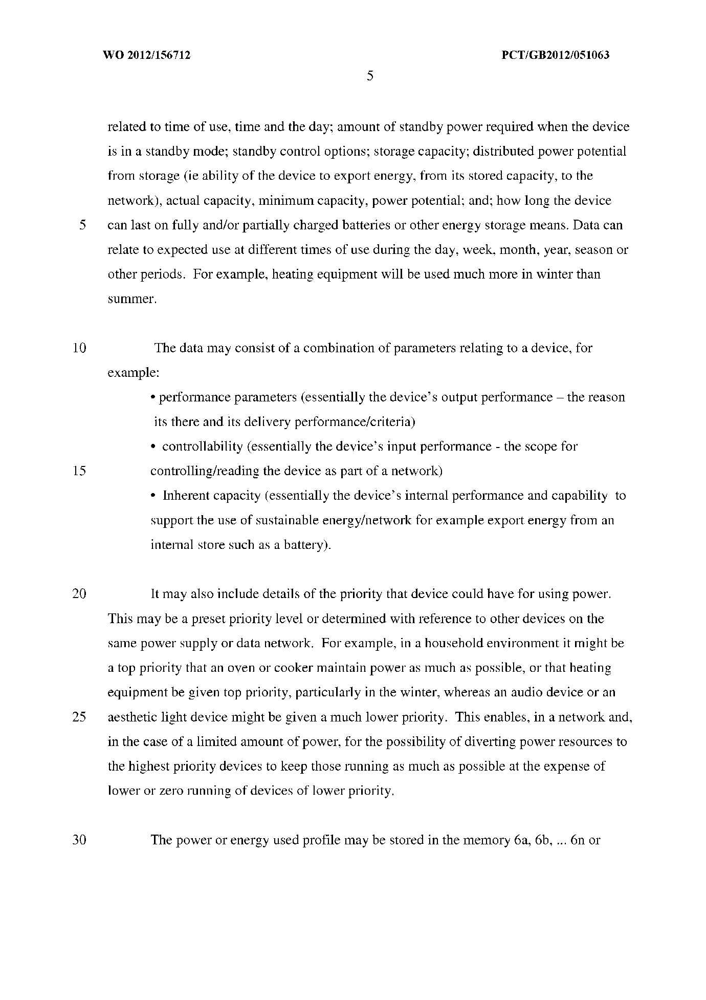 WO 2012/156712 PCT/GB2012/051063
5
related to time of use, time and the day; amount of standby power required when the device
is in a standby mode; standby control options; storage capacity; distributed power potential
from storage (ie ability of the device to export energy, from its stored capacity, to the
network), actual capacity, minimum capacity, power potential; and; how long the device
5 can last on fully and/or partially charged batteries or other energy storage means. Data can
relate to expected use at different times of use during the day, week, month, year, season or
other periods.  For example, heating equipment will be used much more in winter than
summer.
10 The data may consist of a combination of parameters relating to a device, for
example:
• performance parameters (essentially the device’s output performance – the reason
its there and its delivery performance/criteria)
• controllability (essentially the device’s input performance - the scope for
15 controlling/reading the device as part of a network)
• Inherent capacity (essentially the device’s internal performance and capability  to
support the use of sustainable energy/network for example export energy from an
internal store such as a battery).
20 It may also include details of the priority that device could have for using power.
This may be a preset priority level or determined with reference to other devices on the
same power supply or data network.  For example, in a household environment it might be
a top priority that an oven or cooker maintain power as much as possible, or that heating
equipment be given top priority, particularly in the winter, whereas an audio device or an
25 aesthetic light device might be given a much lower priority.  This enables, in a network and,
in the case of a limited amount of power, for the possibility of diverting power resources to
the highest priority devices to keep those running as much as possible at the expense of
lower or zero running of devices of lower priority.
30 The power or energy used profile may be stored in the memory 6a, 6b, ... 6n or